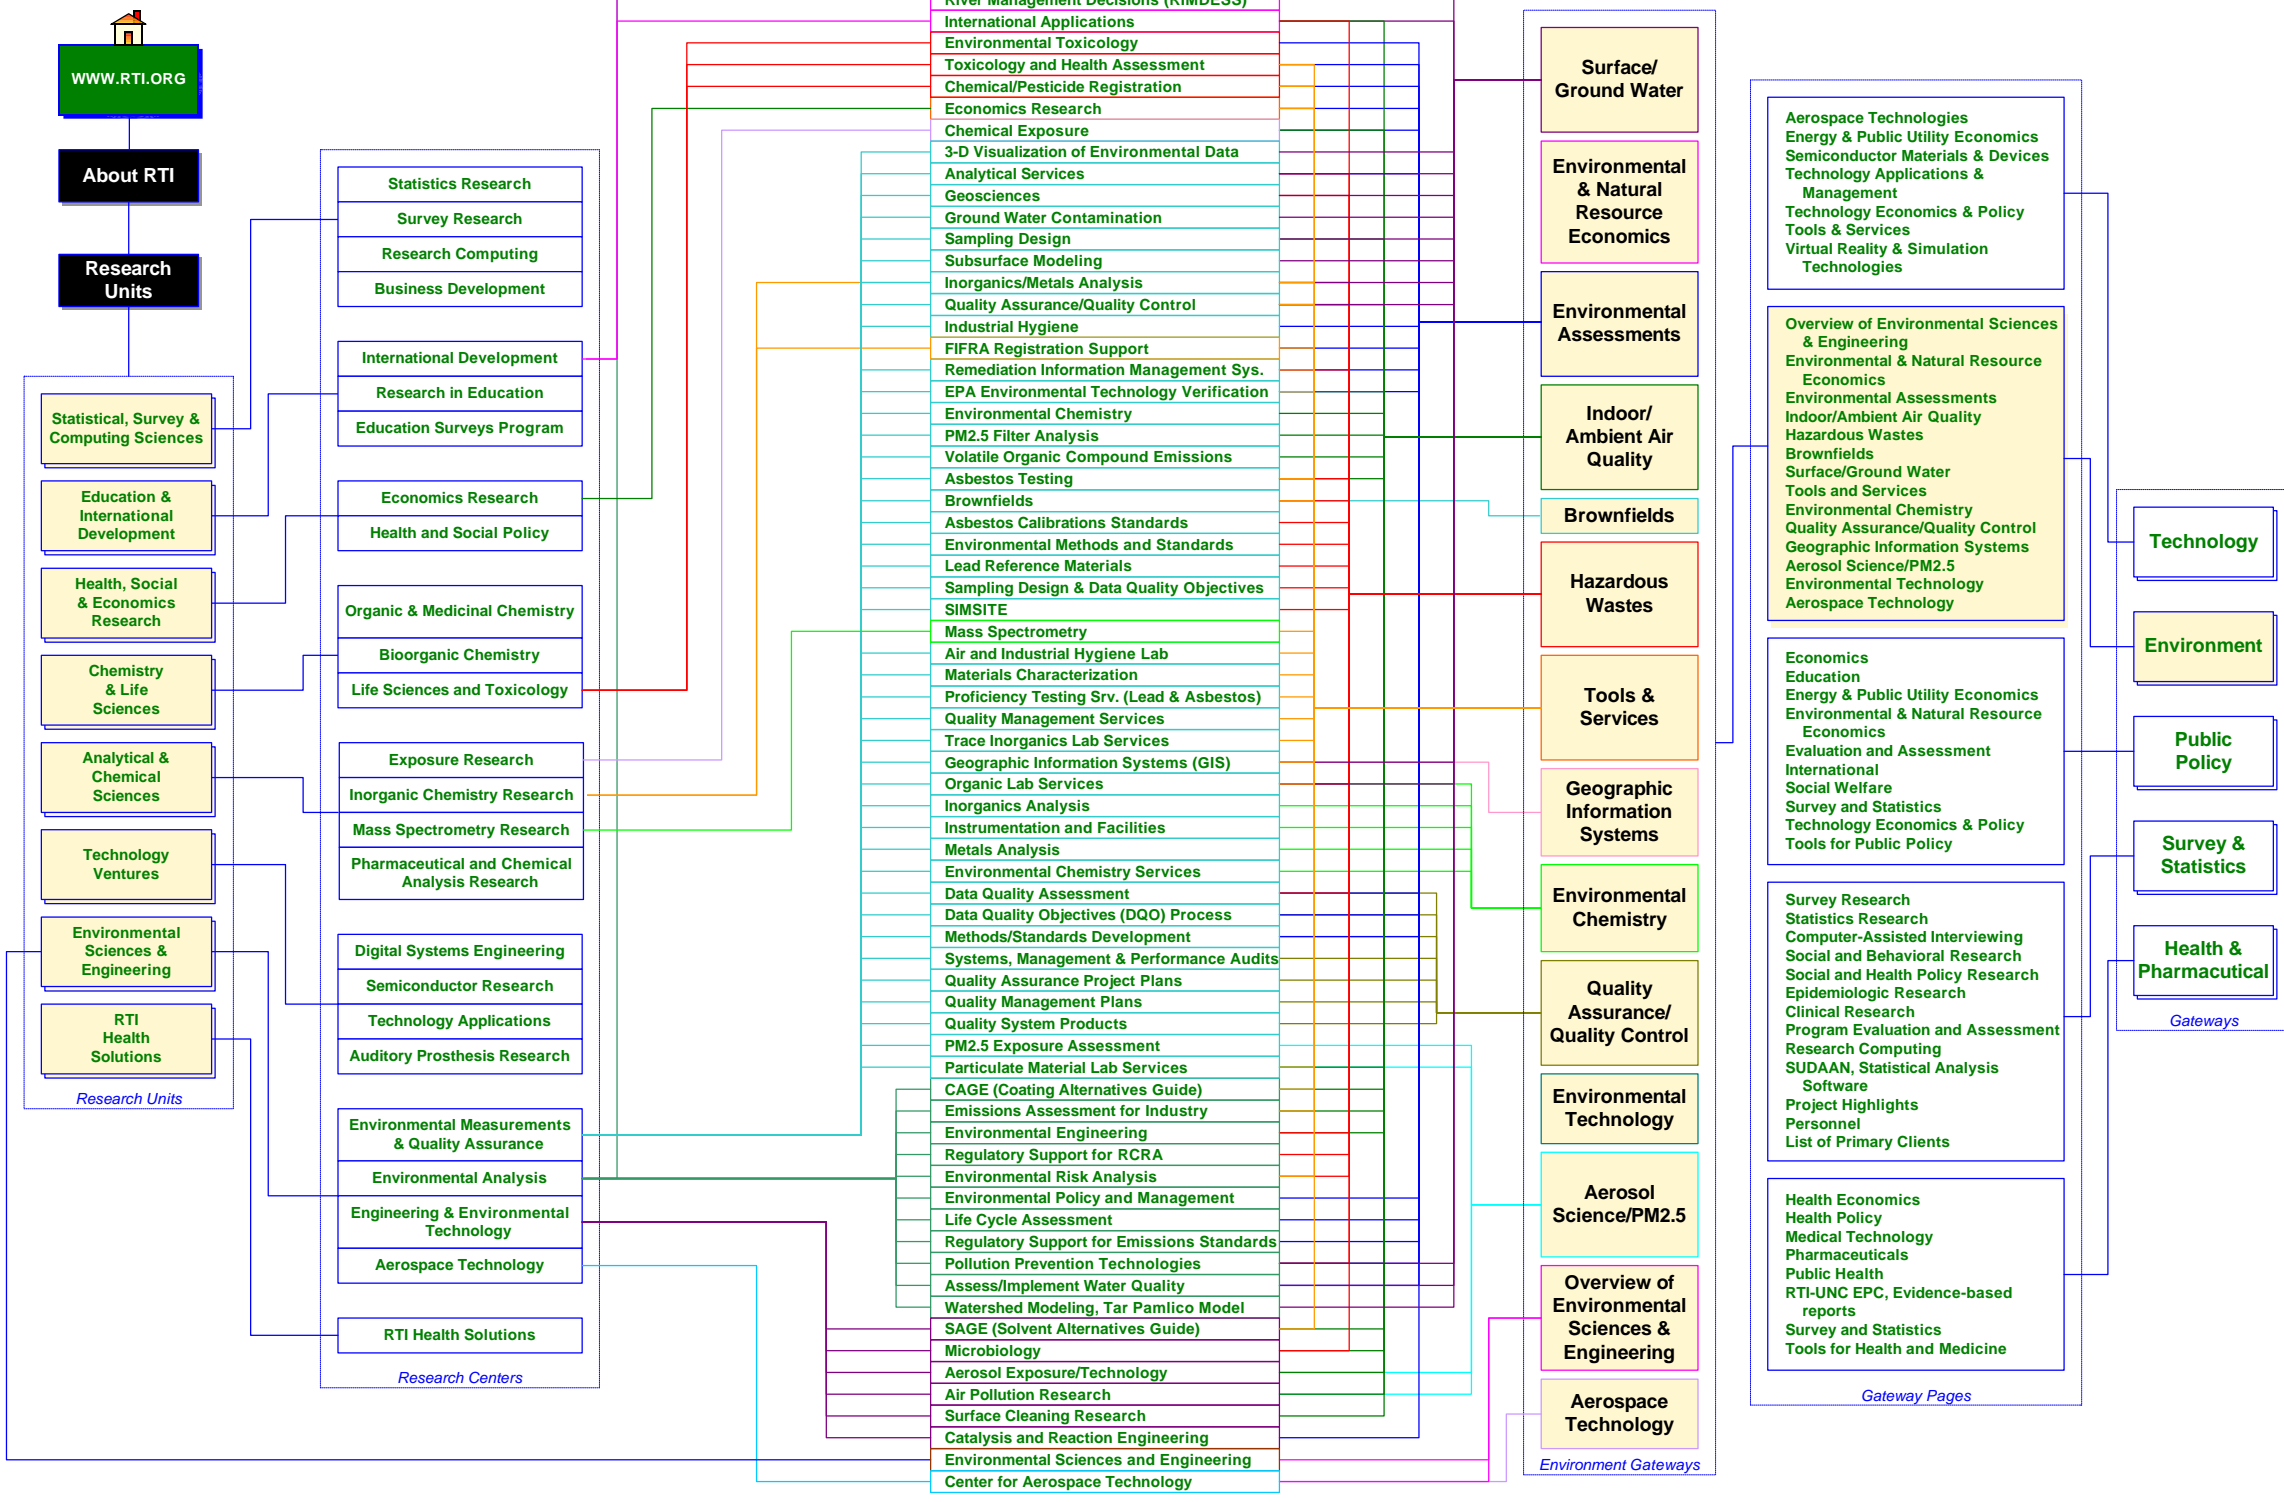 WWW.RTI.ORG
About RTI
Research
Units
Statistical, Survey &
Computing Sciences
Education &
International
Development
Health, Social
& Economics
Research
Chemistry
& Life
Sciences
Analytical &
Chemical
Sciences
Technology
Ventures
Environmental
Sciences &
Engineering
RTI
Health
Solutions
Research Units
Statistics Research
Survey Research
Research Computing
Business Development
International Development
Research in Education
Education Surveys Program
Economics Research
Health and Social Policy
Organic & Medicinal Chemistry
Bioorganic Chemistry
Life Sciences and Toxicology
Exposure Research
Inorganic Chemistry Research
Mass Spectrometry Research
Pharmaceutical and Chemical
Analysis Research
Digital Systems Engineering
Semiconductor Research
Technology Applications
Auditory Prosthesis Research
Environmental Measurements
& Quality Assurance
Environmental Analysis
Engineering & Environmental
Technology
Aerospace Technology
RTI Health Solutions
Research Centers
River Management Decisions (RIMDESS)
International Applications
Environmental Toxicology
Toxicology and Health Assessment
Chemical/Pesticide Registration
Economics Research
Chemical Exposure
3-D Visualization of Environmental Data
Analytical Services
Geosciences
Ground Water Contamination
Sampling Design
Subsurface Modeling
Inorganics/Metals Analysis
Quality Assurance/Quality Control
Industrial Hygiene
FIFRA Registration Support
Remediation Information Management Sys.
EPA Environmental Technology Verification
Environmental Chemistry
PM2.5 Filter Analysis
Volatile Organic Compound Emissions
Asbestos Testing
Brownfields
Asbestos Calibrations Standards
Environmental Methods and Standards
Lead Reference Materials
Sampling Design & Data Quality Objectives
SIMSITE
Mass Spectrometry
Air and Industrial Hygiene Lab
Materials Characterization
Proficiency Testing Srv. (Lead & Asbestos)
Quality Management Services
Trace Inorganics Lab Services
Geographic Information Systems (GIS)
Organic Lab Services
Inorganics Analysis
Instrumentation and Facilities
Metals Analysis
Environmental Chemistry Services
Data Quality Assessment
Data Quality Objectives (DQO) Process
Methods/Standards Development
Systems, Management & Performance Audits
Quality Assurance Project Plans
Quality Management Plans
Quality System Products
PM2.5 Exposure Assessment
Particulate Material Lab Services
CAGE (Coating Alternatives Guide)
Emissions Assessment for Industry
Environmental Engineering
Regulatory Support for RCRA
Environmental Risk Analysis
Environmental Policy and Management
Life Cycle Assessment
Regulatory Support for Emissions Standards
Pollution Prevention Technologies
Assess/Implement Water Quality
Watershed Modeling, Tar Pamlico Model
SAGE (Solvent Alternatives Guide)
Microbiology
Aerosol Exposure/Technology
Air Pollution Research
Surface Cleaning Research
Catalysis and Reaction Engineering
Environmental Sciences and Engineering
Center for Aerospace Technology
Surface/
Ground Water
Environmental
& Natural
Resource
Economics
Environmental
Assessments
Indoor/
Ambient Air
Quality
Brownfields
Hazardous
Wastes
Tools &
Services
Geographic
Information
Systems
Environmental
Chemistry
Quality
Assurance/
Quality Control
Environmental
Technology
Aerosol
Science/PM2.5
Overview of
Environmental
Sciences &
Engineering
Aerospace
Technology
Environment Gateways
Aerospace Technologies
Energy & Public Utility Economics
Semiconductor Materials & Devices
Technology Applications &
Management
Technology Economics & Policy
Tools & Services
Virtual Reality & Simulation
Technologies
Overview of Environmental Sciences
& Engineering
Environmental & Natural Resource
Economics
Environmental Assessments
Indoor/Ambient Air Quality
Hazardous Wastes
Brownfields
Surface/Ground Water
Tools and Services
Environmental Chemistry
Quality Assurance/Quality Control
Geographic Information Systems
Aerosol Science/PM2.5
Environmental Technology
Aerospace Technology
Economics
Education
Energy & Public Utility Economics
Environmental & Natural Resource
Economics
Evaluation and Assessment
International
Social Welfare
Survey and Statistics
Technology Economics & Policy
Tools for Public Policy
Survey Research
Statistics Research
Computer-Assisted Interviewing
Social and Behavioral Research
Social and Health Policy Research
Epidemiologic Research
Clinical Research
Program Evaluation and Assessment
Research Computing
SUDAAN, Statistical Analysis
Software
Project Highlights
Personnel
List of Primary Clients
Health Economics
Health Policy
Medical Technology
Pharmaceuticals
Public Health
RTI-UNC EPC, Evidence-based
reports
Survey and Statistics
Tools for Health and Medicine
Gateway Pages
Technology
Environment
Public
Policy
Survey &
Statistics
Health &
Pharmacutical
Gateways